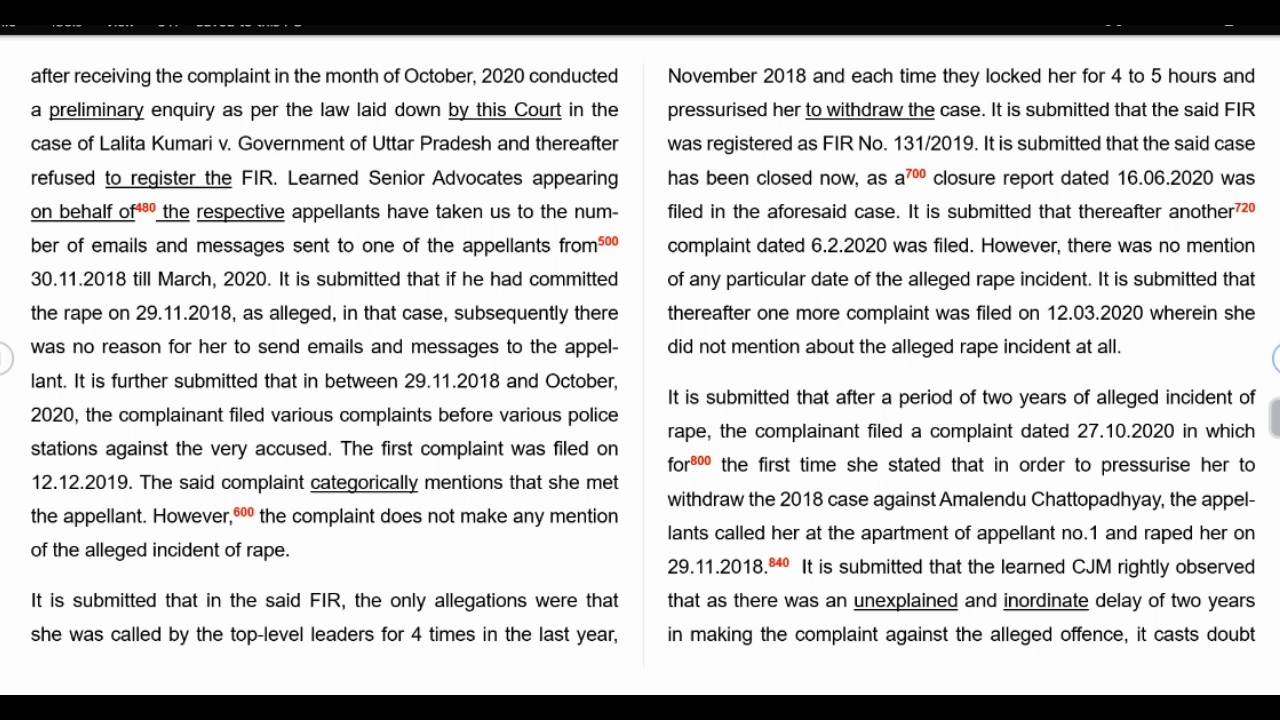 after receiving the complaint in the month of October, 2020 conducted
a preliminary enquiry as per the law laid down by this Court in the
case of Lalita Kumari v. Government of Uttar Pradesh and thereafter
refused to register the FIR. Learned Senior Advocates appearing
on behalf of480 the respective appellants have taken us to the num-
ber of emails and messages sent to one of the appellants from500
30.11.2018 till March, 2020. It is submitted that if he had committed
the rape on 29.11.2018, as alleged, in that case, subsequently there
was no reason for her to send emails and messages to the appel-
lant. It is further submitted that in between 29.11.2018 and October,
2020, the complainant filed various complaints before various police
stations against the very accused. The first complaint was filed on
12.12.2019. The said complaint categorically mentions that she met
the appellant. However,600 the complaint does not make any mention
of the alleged incident of rape.
It is submitted that in the said FIR, the only allegations were that
she was called by the top-level leaders for 4 times in the last year,
November 2018 and each time they locked her for 4 to 5 hours and
pressurised her to withdraw the case. It is submitted that the said FIR
was registered as FIR No. 131/2019. It is submitted that the said case
has been closed now, as a700 closure report dated 16.06.2020 was
filed in the aforesaid case. It is submitted that thereafter another720
complaint dated 6.2.2020 was filed. However, there was no mention
of any particular date of the alleged rape incident. It is submitted that
thereafter one more complaint was filed on 12.03.2020 wherein she
did not mention about the alleged rape incident at all.
It is submitted that after a period of two years of alleged incident of
rape, the complainant filed a complaint dated 27.10.2020 in which
for800 the first time she stated that in order to pressurise her to
withdraw the 2018 case against Amalendu Chattopadhyay, the appel-
lants called her at the apartment of appellant no.1 and raped her on
29.11.2018.840 It is submitted that the learned CJM rightly observed
that as there was an unexplained and inordinate delay of two years
in making the complaint against the alleged offence, it casts doubt